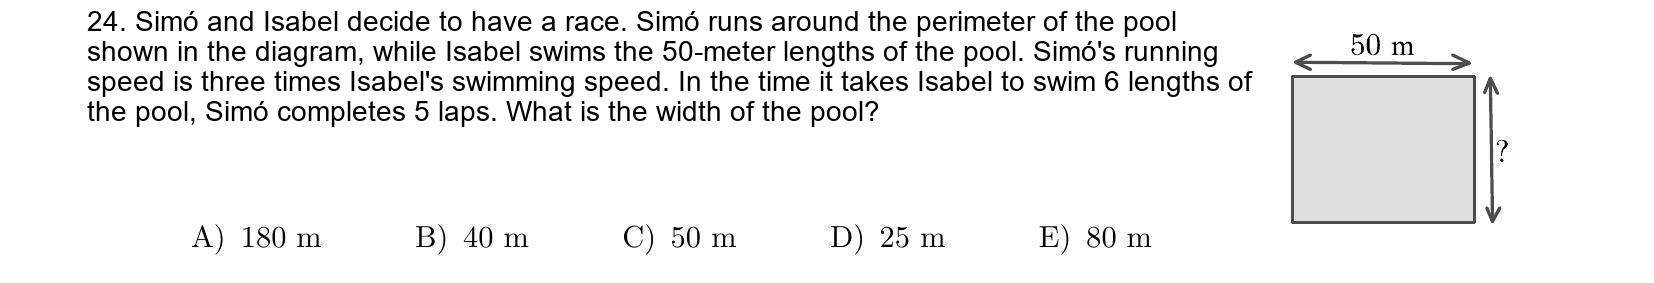 24. Simó and Isabel decide to have a race. Simó runs around the perimeter of the pool
shown in the diagram, while Isabel swims the 50-meter lengths of the pool. Simó's running
speed is three times Isabel's swimming speed. In the time it takes Isabel to swim 6 lengths of
the pool, Simó completes 5 laps. What is the width of the pool?
50 m
?
A) 180 m B) 40 m C) 50 m D) 25 m E) 80 m